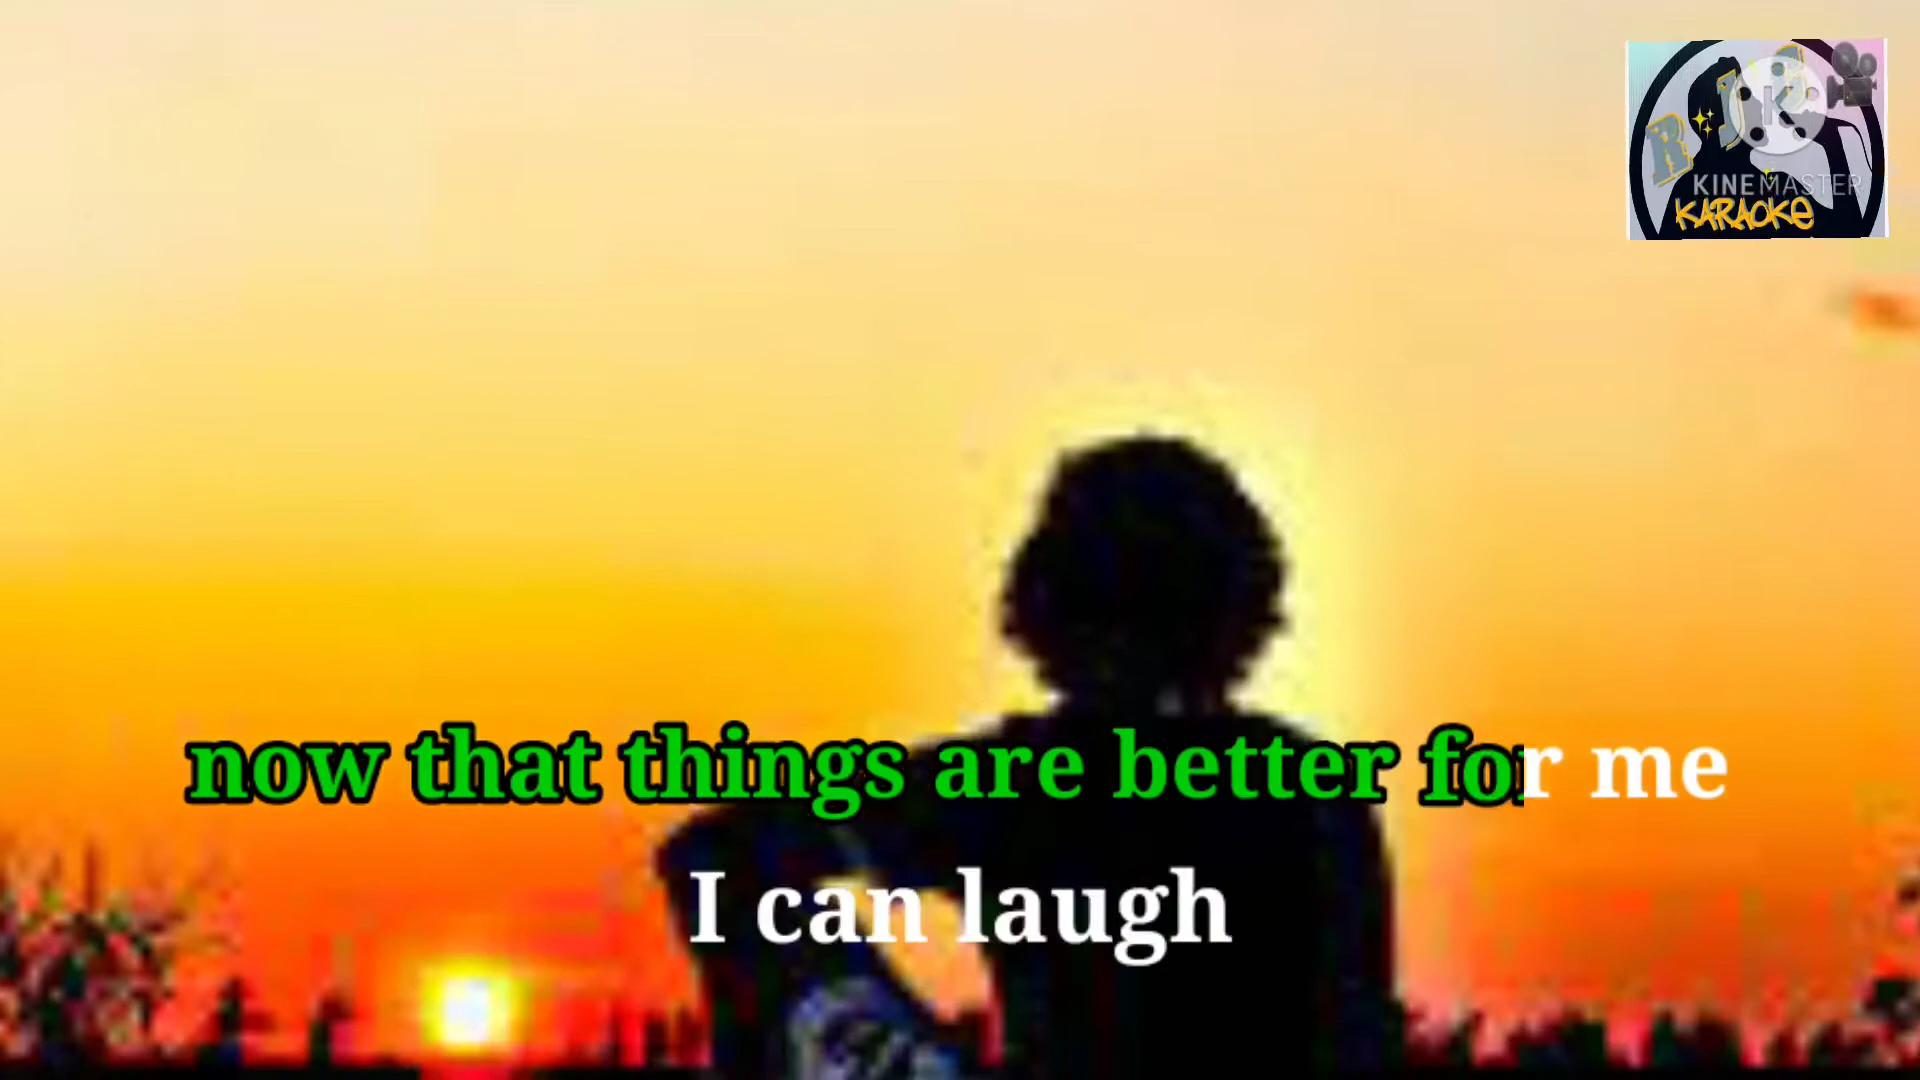 R J K
KINEMASTER
KARAOKE
now that things are better for me
I can laugh